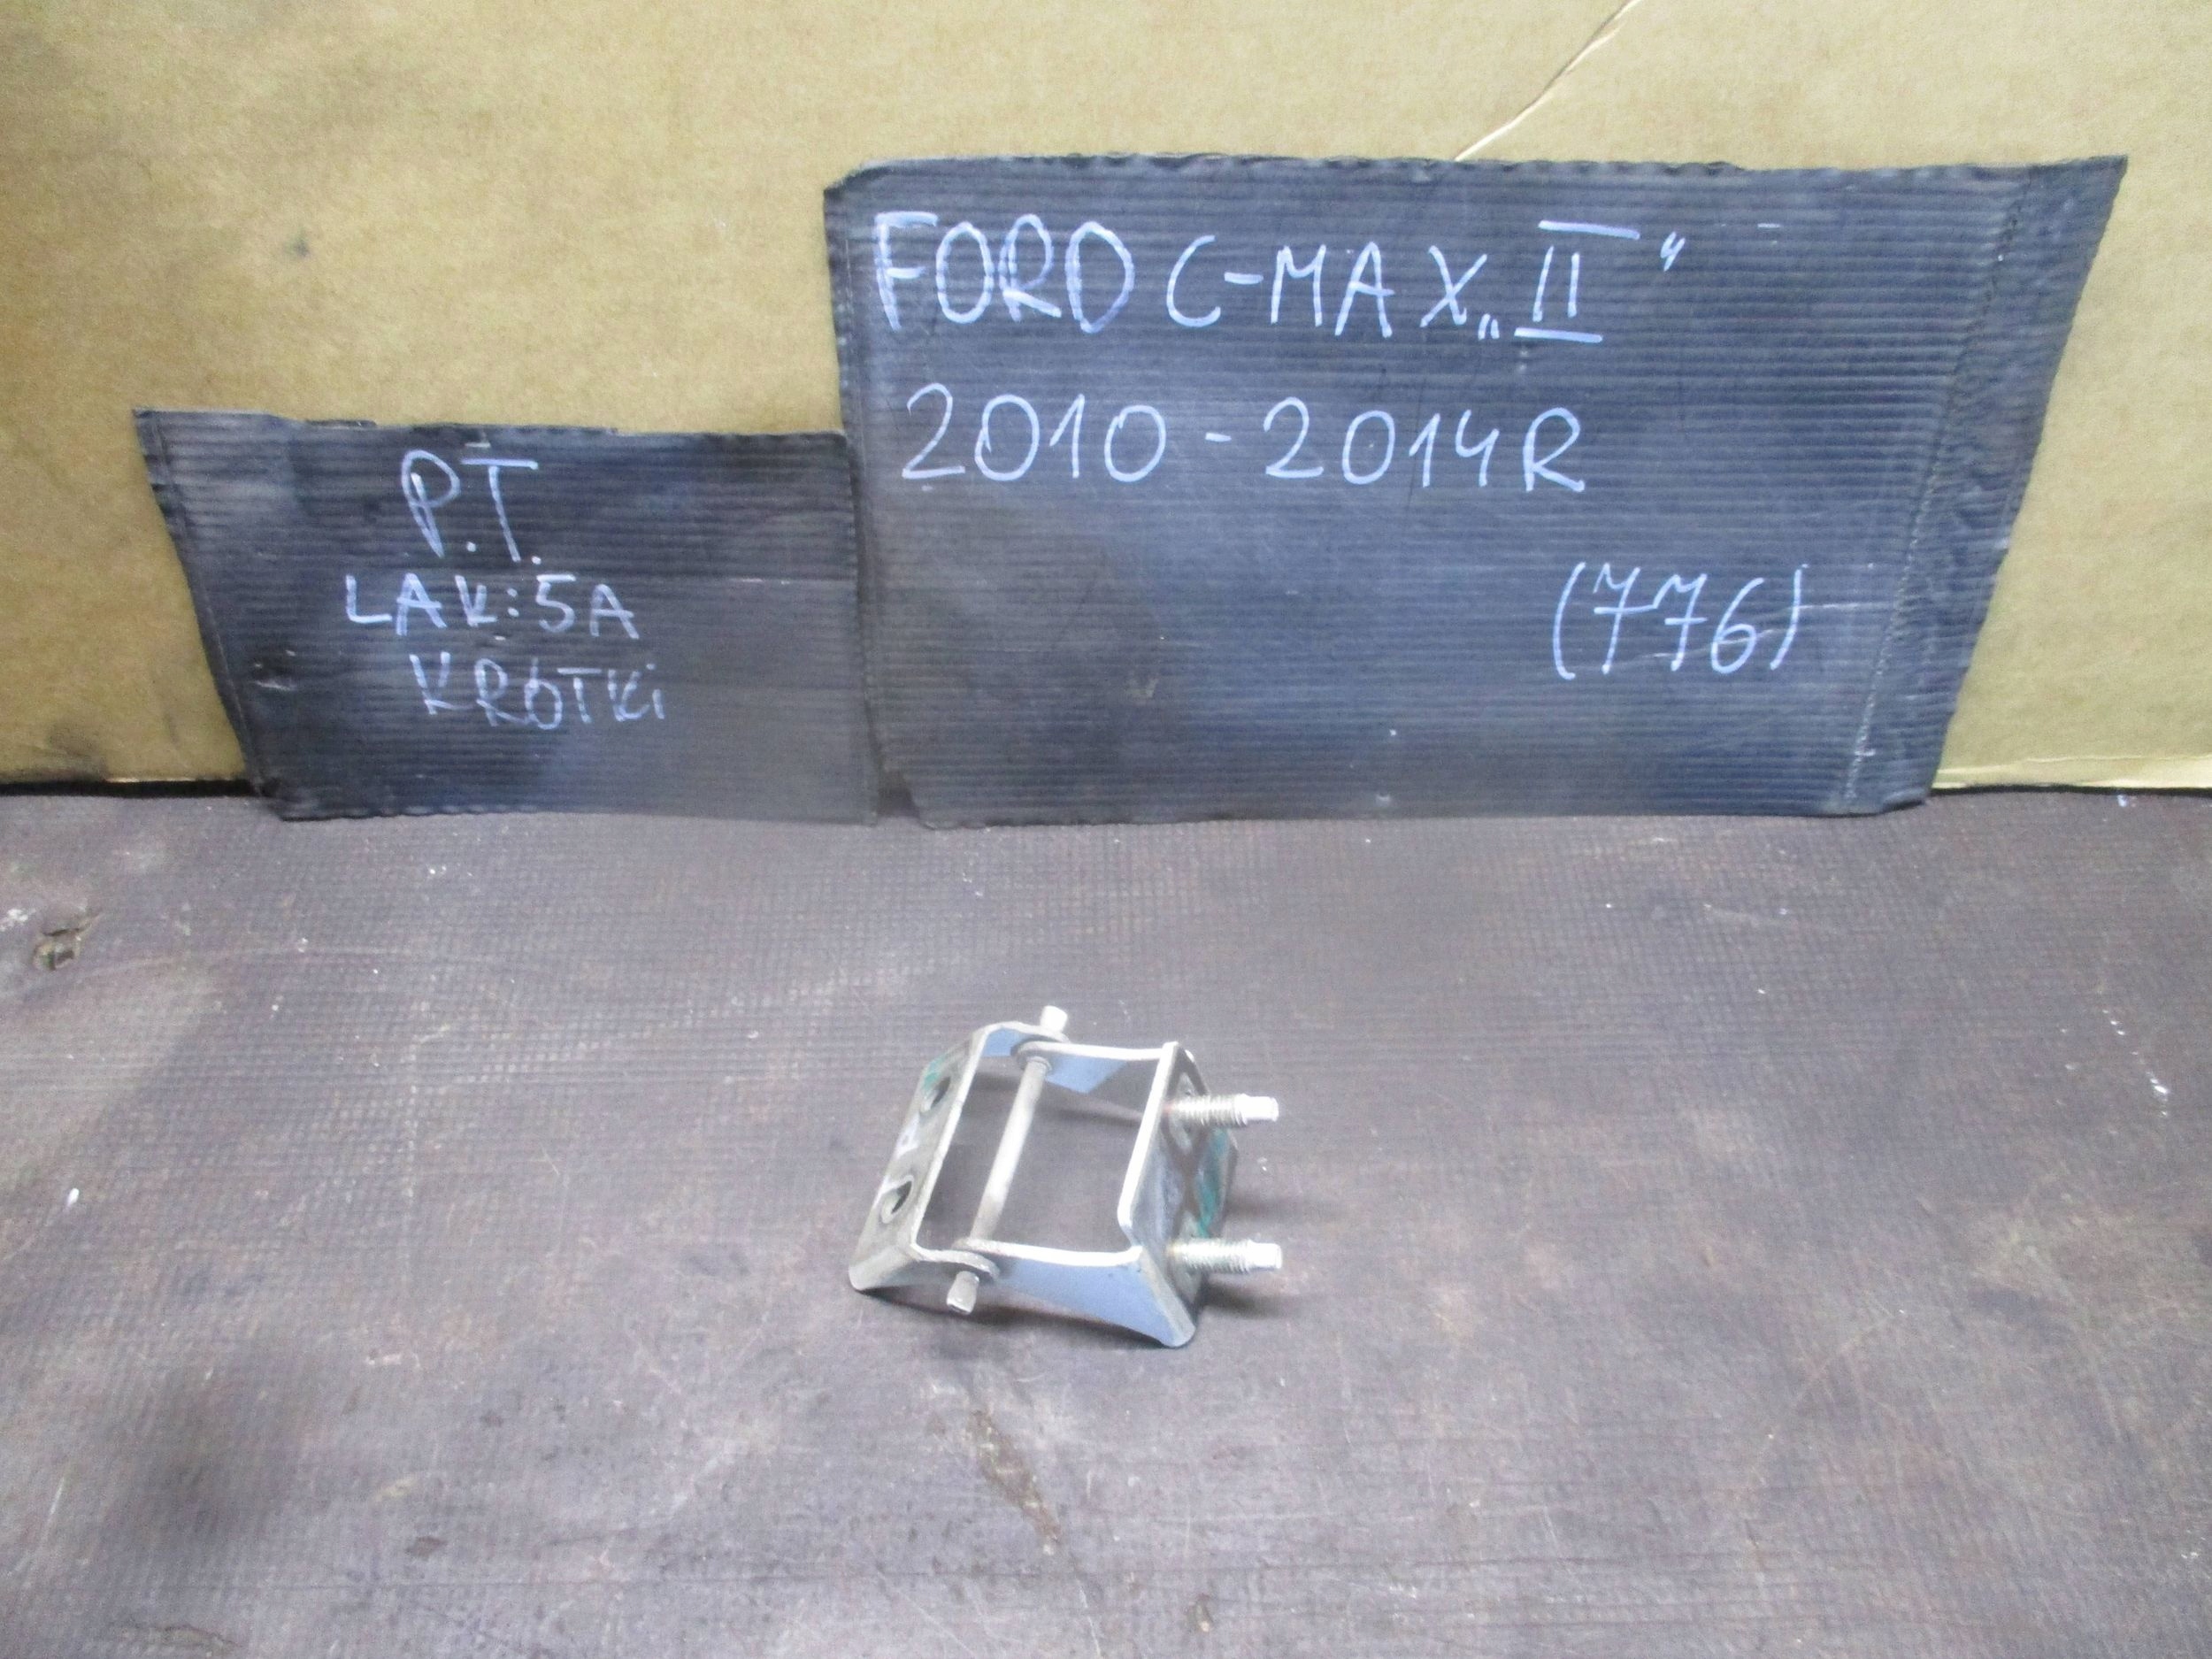 P.T.
LAK:5A
KRÓTKi
FORD C-MAX „II"
2010-2014R
(776)
P